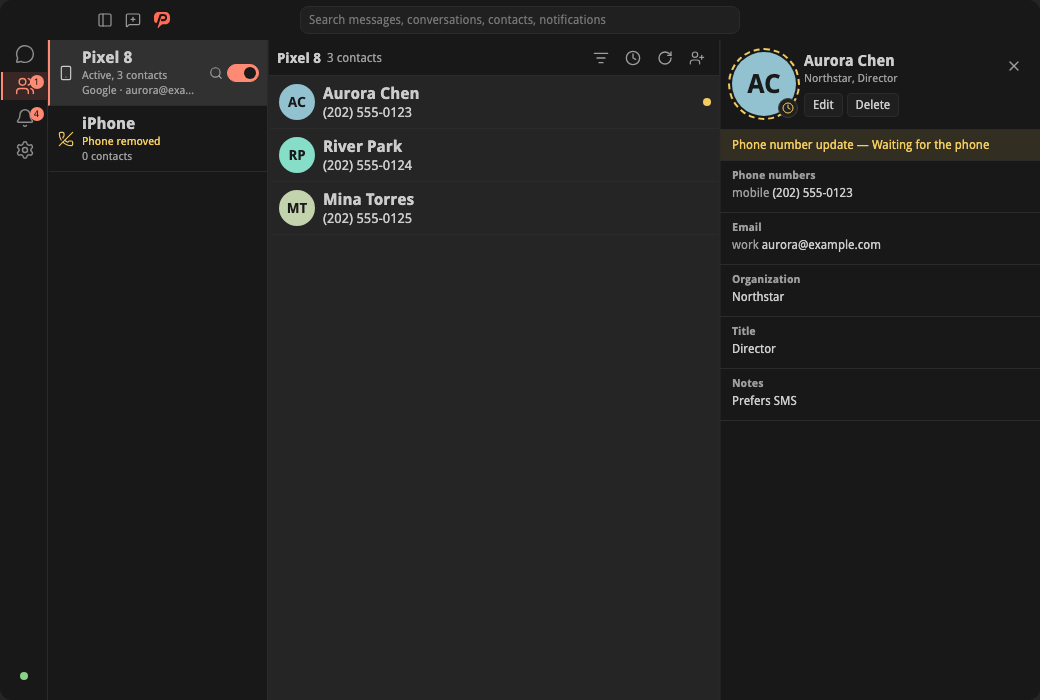 Search messages, conversations, contacts, notifications
1
4
Pixel 8
Active, 3 contacts
Google · aurora@exa...
iPhone
Phone removed
0 contacts
Pixel 8 3 contacts
AC
Aurora Chen
(202) 555-0123
RP
River Park
(202) 555-0124
MT
Mina Torres
(202) 555-0125
AC
Aurora Chen
Northstar, Director
Edit Delete
Phone number update — Waiting for the phone
Phone numbers
mobile (202) 555-0123
Email
work aurora@example.com
Organization
Northstar
Title
Director
Notes
Prefers SMS